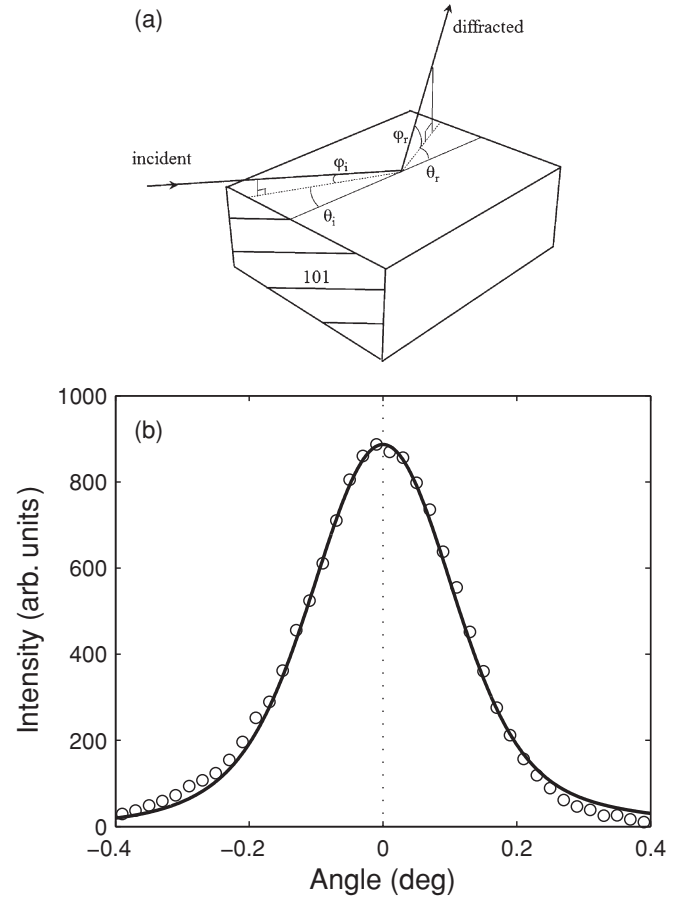 (a)
diffracted
incident
φi
φr
θr
θi
101
(b)
1000
800
600
400
200
0
−0.4
−0.2
0
0.2
0.4
Intensity (arb. units)
Angle (deg)